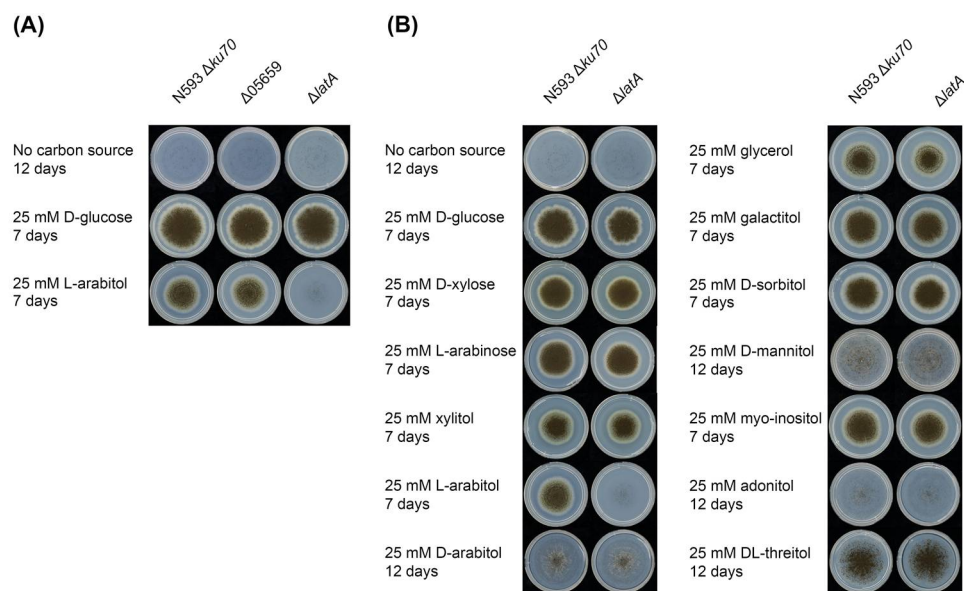 (A)
N593 Δku70
Δ05659
ΔlatA
No carbon source
12 days
25 mM D-glucose
7 days
25 mM L-arabitol
7 days
(B)
N593 Δku70
ΔlatA
No carbon source
12 days
25 mM D-glucose
7 days
25 mM D-xylose
7 days
25 mM L-arabinose
7 days
25 mM xylitol
7 days
25 mM L-arabitol
7 days
25 mM D-arabitol
12 days
N593 Δku70
ΔlatA
25 mM glycerol
7 days
25 mM galactitol
7 days
25 mM D-sorbitol
7 days
25 mM D-mannitol
12 days
25 mM myo-inositol
7 days
25 mM adonitol
12 days
25 mM DL-threitol
12 days